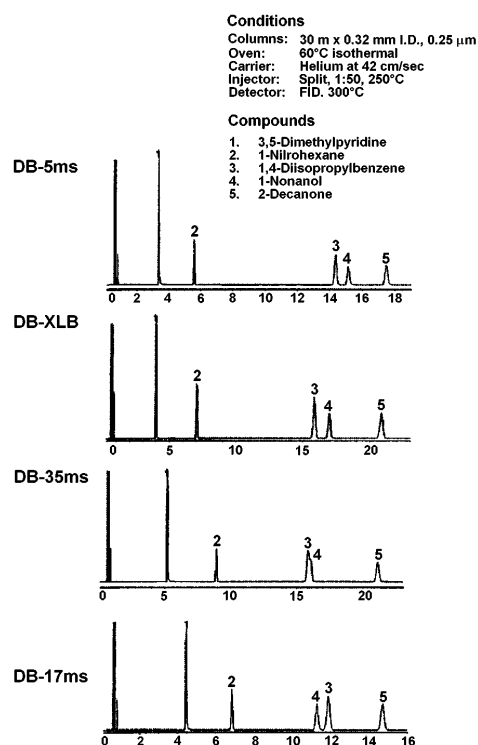 Conditions
Columns: 30 m x 0.32 mm I.D., 0.25 µm
Oven: 60°C isothermal
Carrier: Helium at 42 cm/sec
Injector: Split, 1:50, 250°C
Detector: FID. 300°C
Compounds
1. 3,5-Dimethylpyridine
2. 1-Nilrohexane
3. 1,4-Diisopropylbenzene
4. 1-Nonanol
5. 2-Decanone
DB-5ms
2 3 4 5
0 2 4 6 8 10 12 14 16 18
DB-XLB
2 3 4 5
0 5 10 15 20
DB-35ms
2 3 4 5
0 5 10 15 20
DB-17ms
1 2 4 3 5
0 2 4 6 8 10 12 14 16